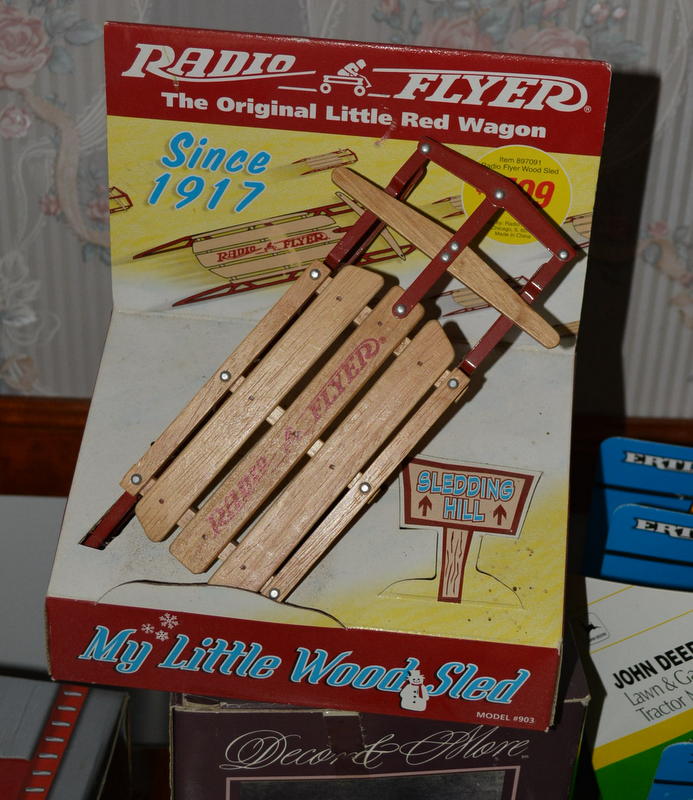 RADIO FLYER®
The Original Little Red Wagon
Since
1917
Item 897091
Radio Flyer Wood Sled
Made in China
RADIO FLYER
RADIO FLYER®
SLEDDING
HILL
My Little Wood Sled
MODEL #903
Decor & More
ERTL
ERTL
JOHN DEER
Lawn & Ga
Tractor